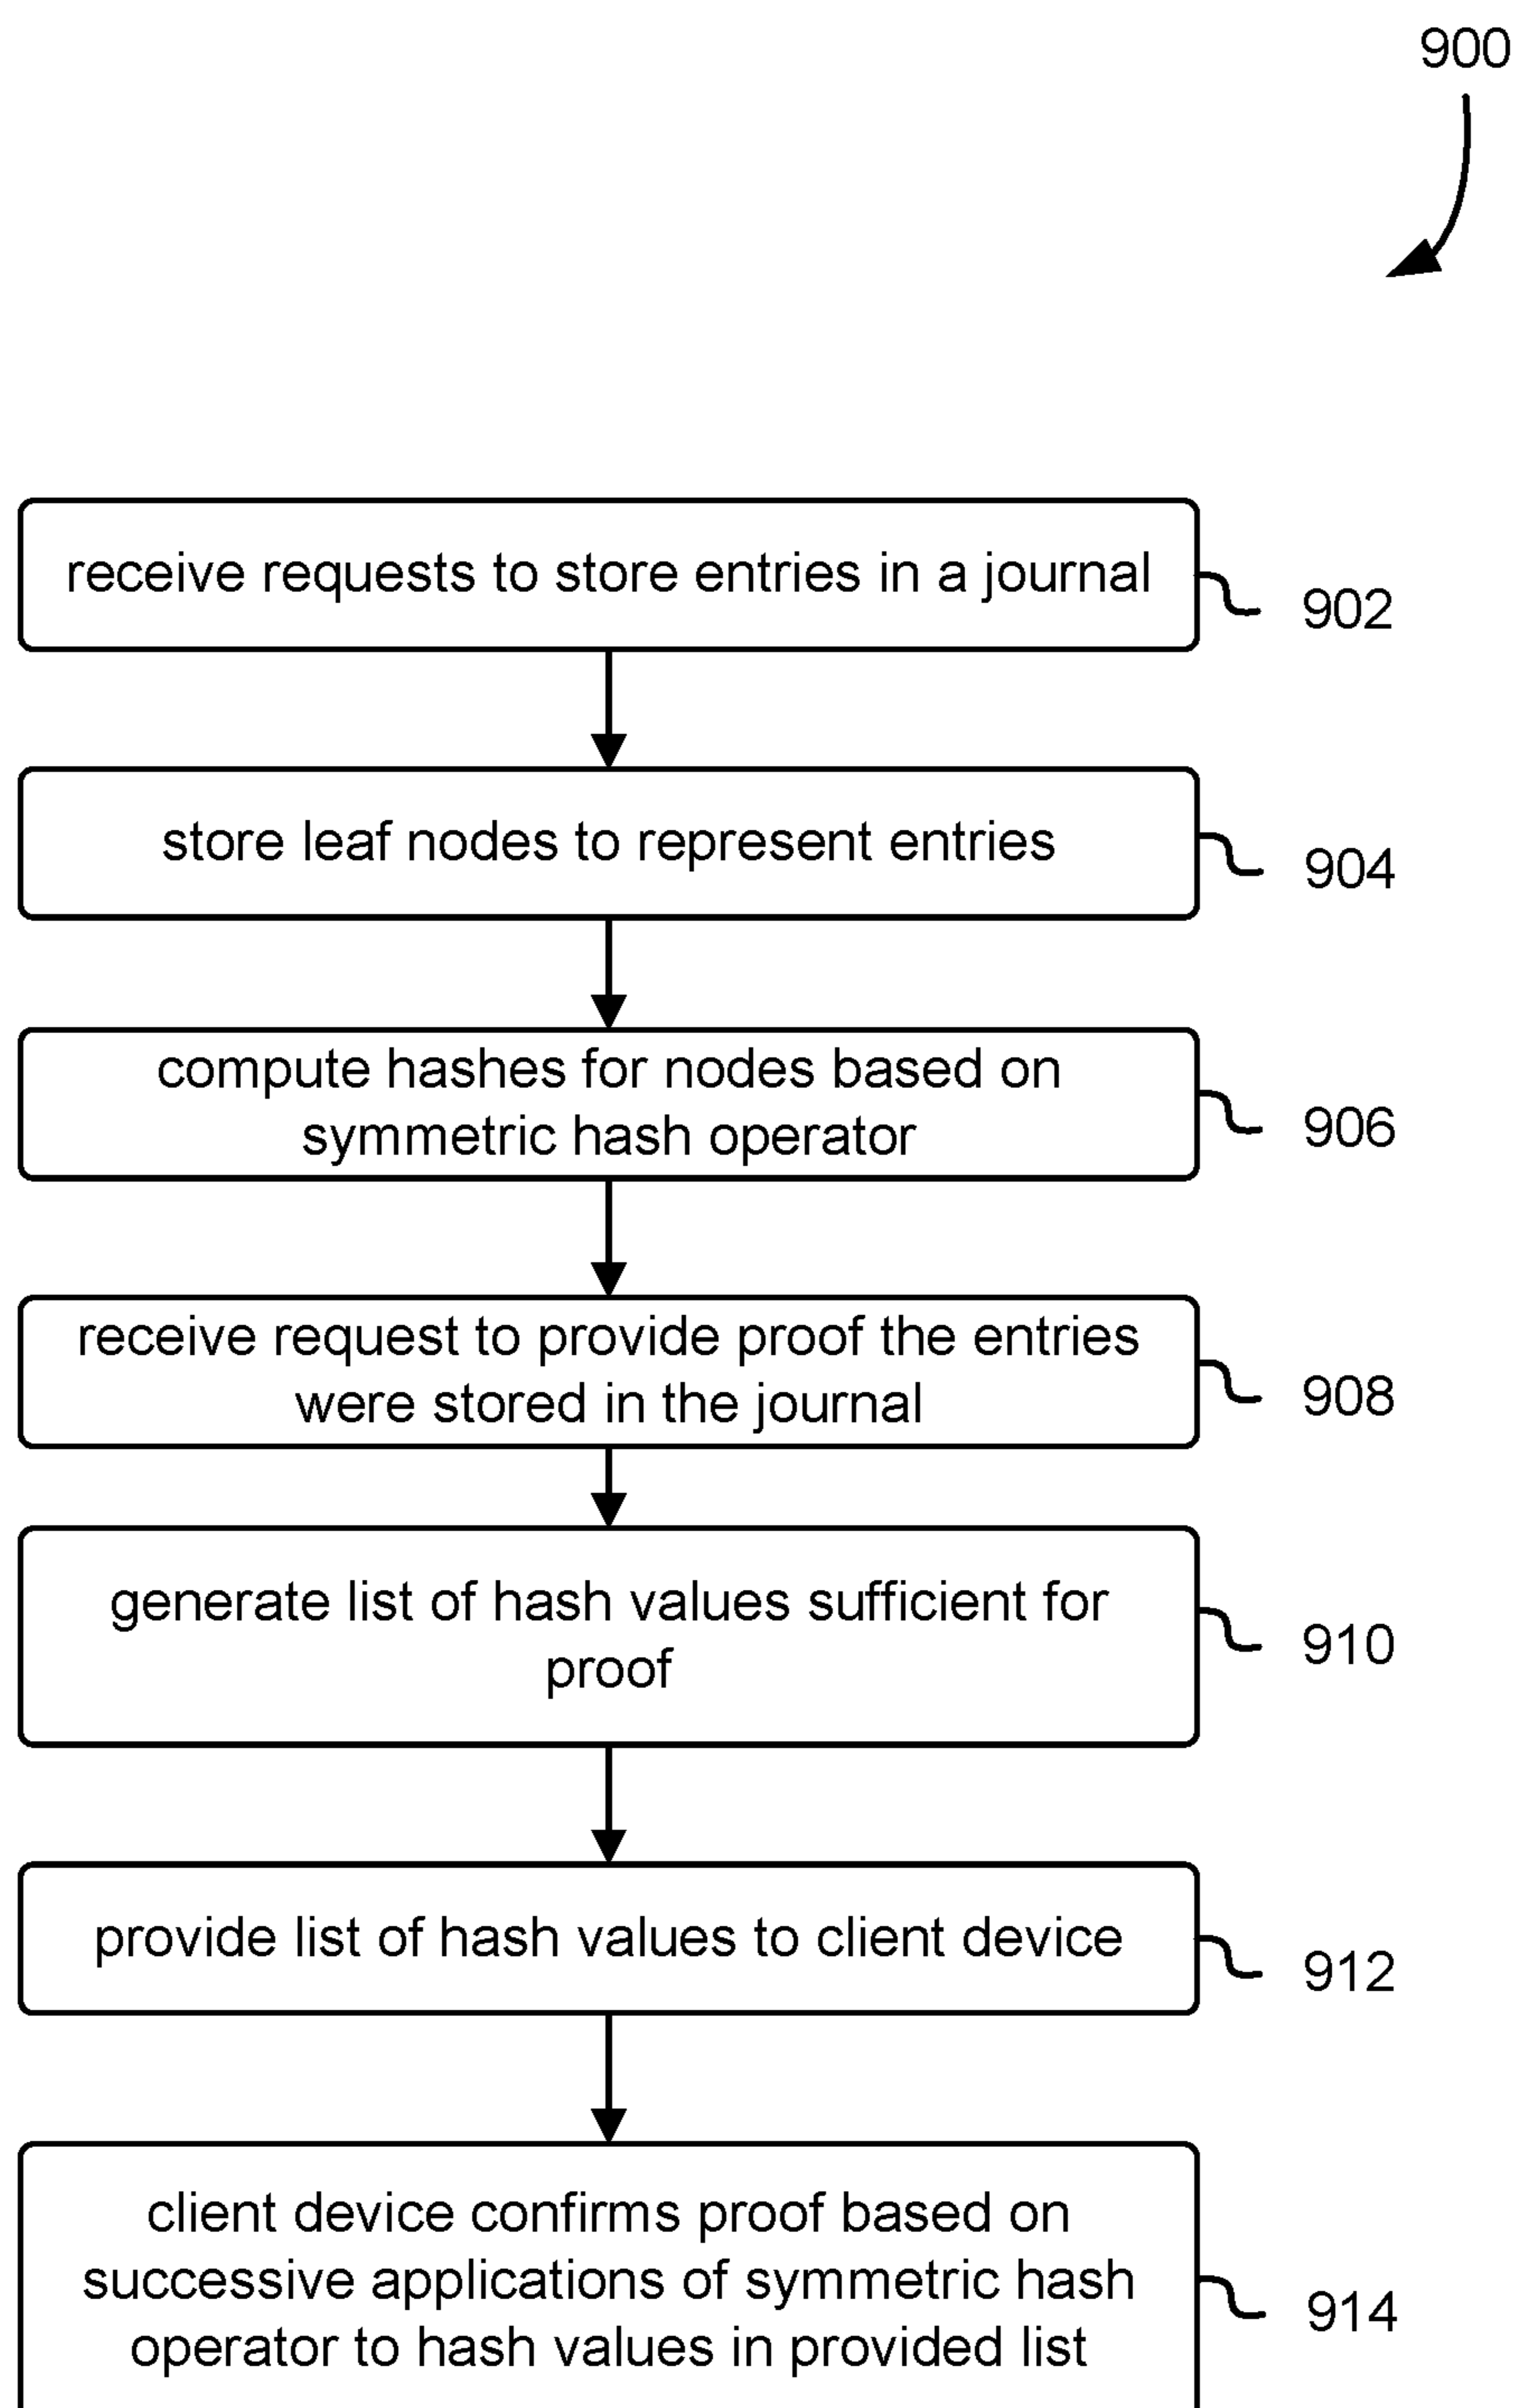 900
receive requests to store entries in a journal
902
store leaf nodes to represent entries
904
compute hashes for nodes based on
symmetric hash operator
906
receive request to provide proof the entries
were stored in the journal
908
generate list of hash values sufficient for
proof
910
provide list of hash values to client device
912
client device confirms proof based on
successive applications of symmetric hash
operator to hash values in provided list
914